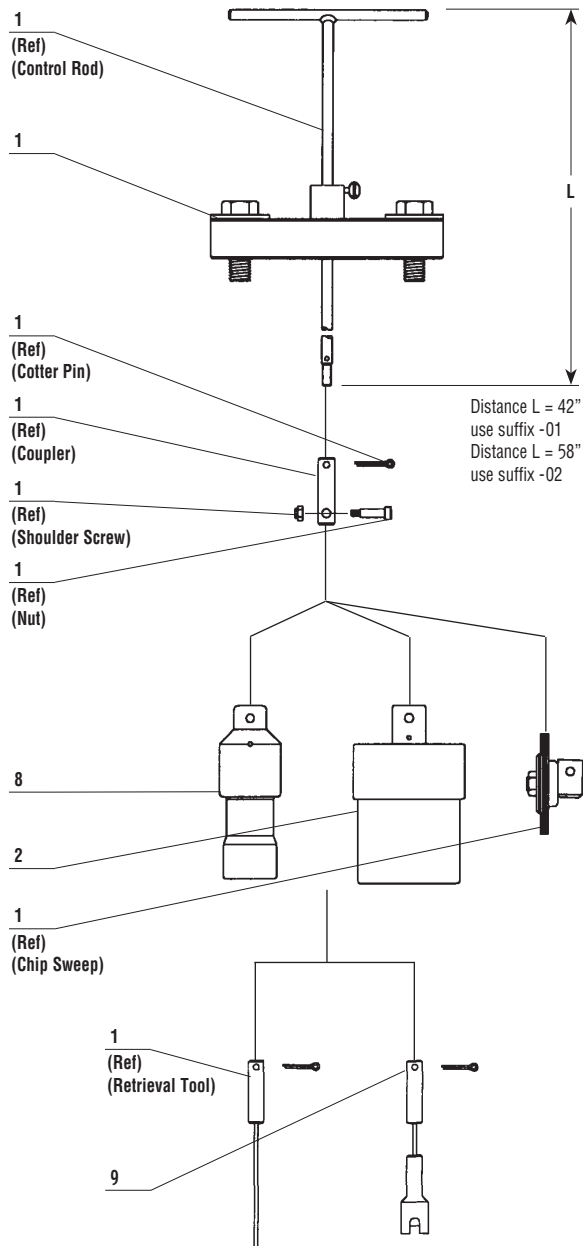 1
(Ref)
(Control Rod)
1
L
1
(Ref)
(Cotter Pin)
Distance L = 42”
use suffix -01
Distance L = 58”
use suffix -02
1
(Ref)
(Coupler)
1
(Ref)
(Shoulder Screw)
1
(Ref)
(Nut)
8
2
1
(Ref)
(Chip Sweep)
1
(Ref)
(Retrieval Tool)
9